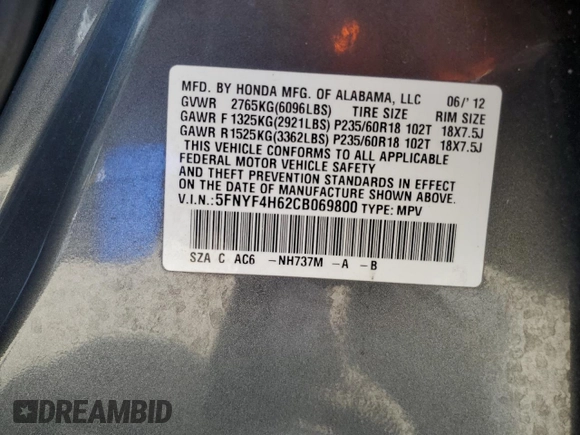 MFD. BY HONDA MFG. OF ALABAMA, LLC 06/'12
GVWR 2765KG(6096LBS) TIRE SIZE RIM SIZE
GAWR F 1325KG(2921LBS) P235/60R18 102T 18X7.5J
GAWR R 1525KG(3362LBS) P235/60R18 102T 18X7.5J
THIS VEHICLE CONFORMS TO ALL APPLICABLE
FEDERAL MOTOR VEHICLE SAFETY
AND THEFT PREVENTION STANDARDS IN EFFECT
ON THE DATE OF MANUFACTURE SHOWN ABOVE.
V.I.N.:5FNYF4H62CB069800 TYPE: MPV
SZA C AC6 -NH737M -A -B
DREAMBID